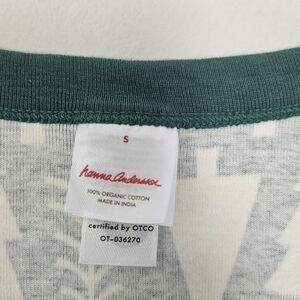 S
hanna andersson
100% ORGANIC COTTON
MADE IN INDIA
certified by OTCO
OT-036270